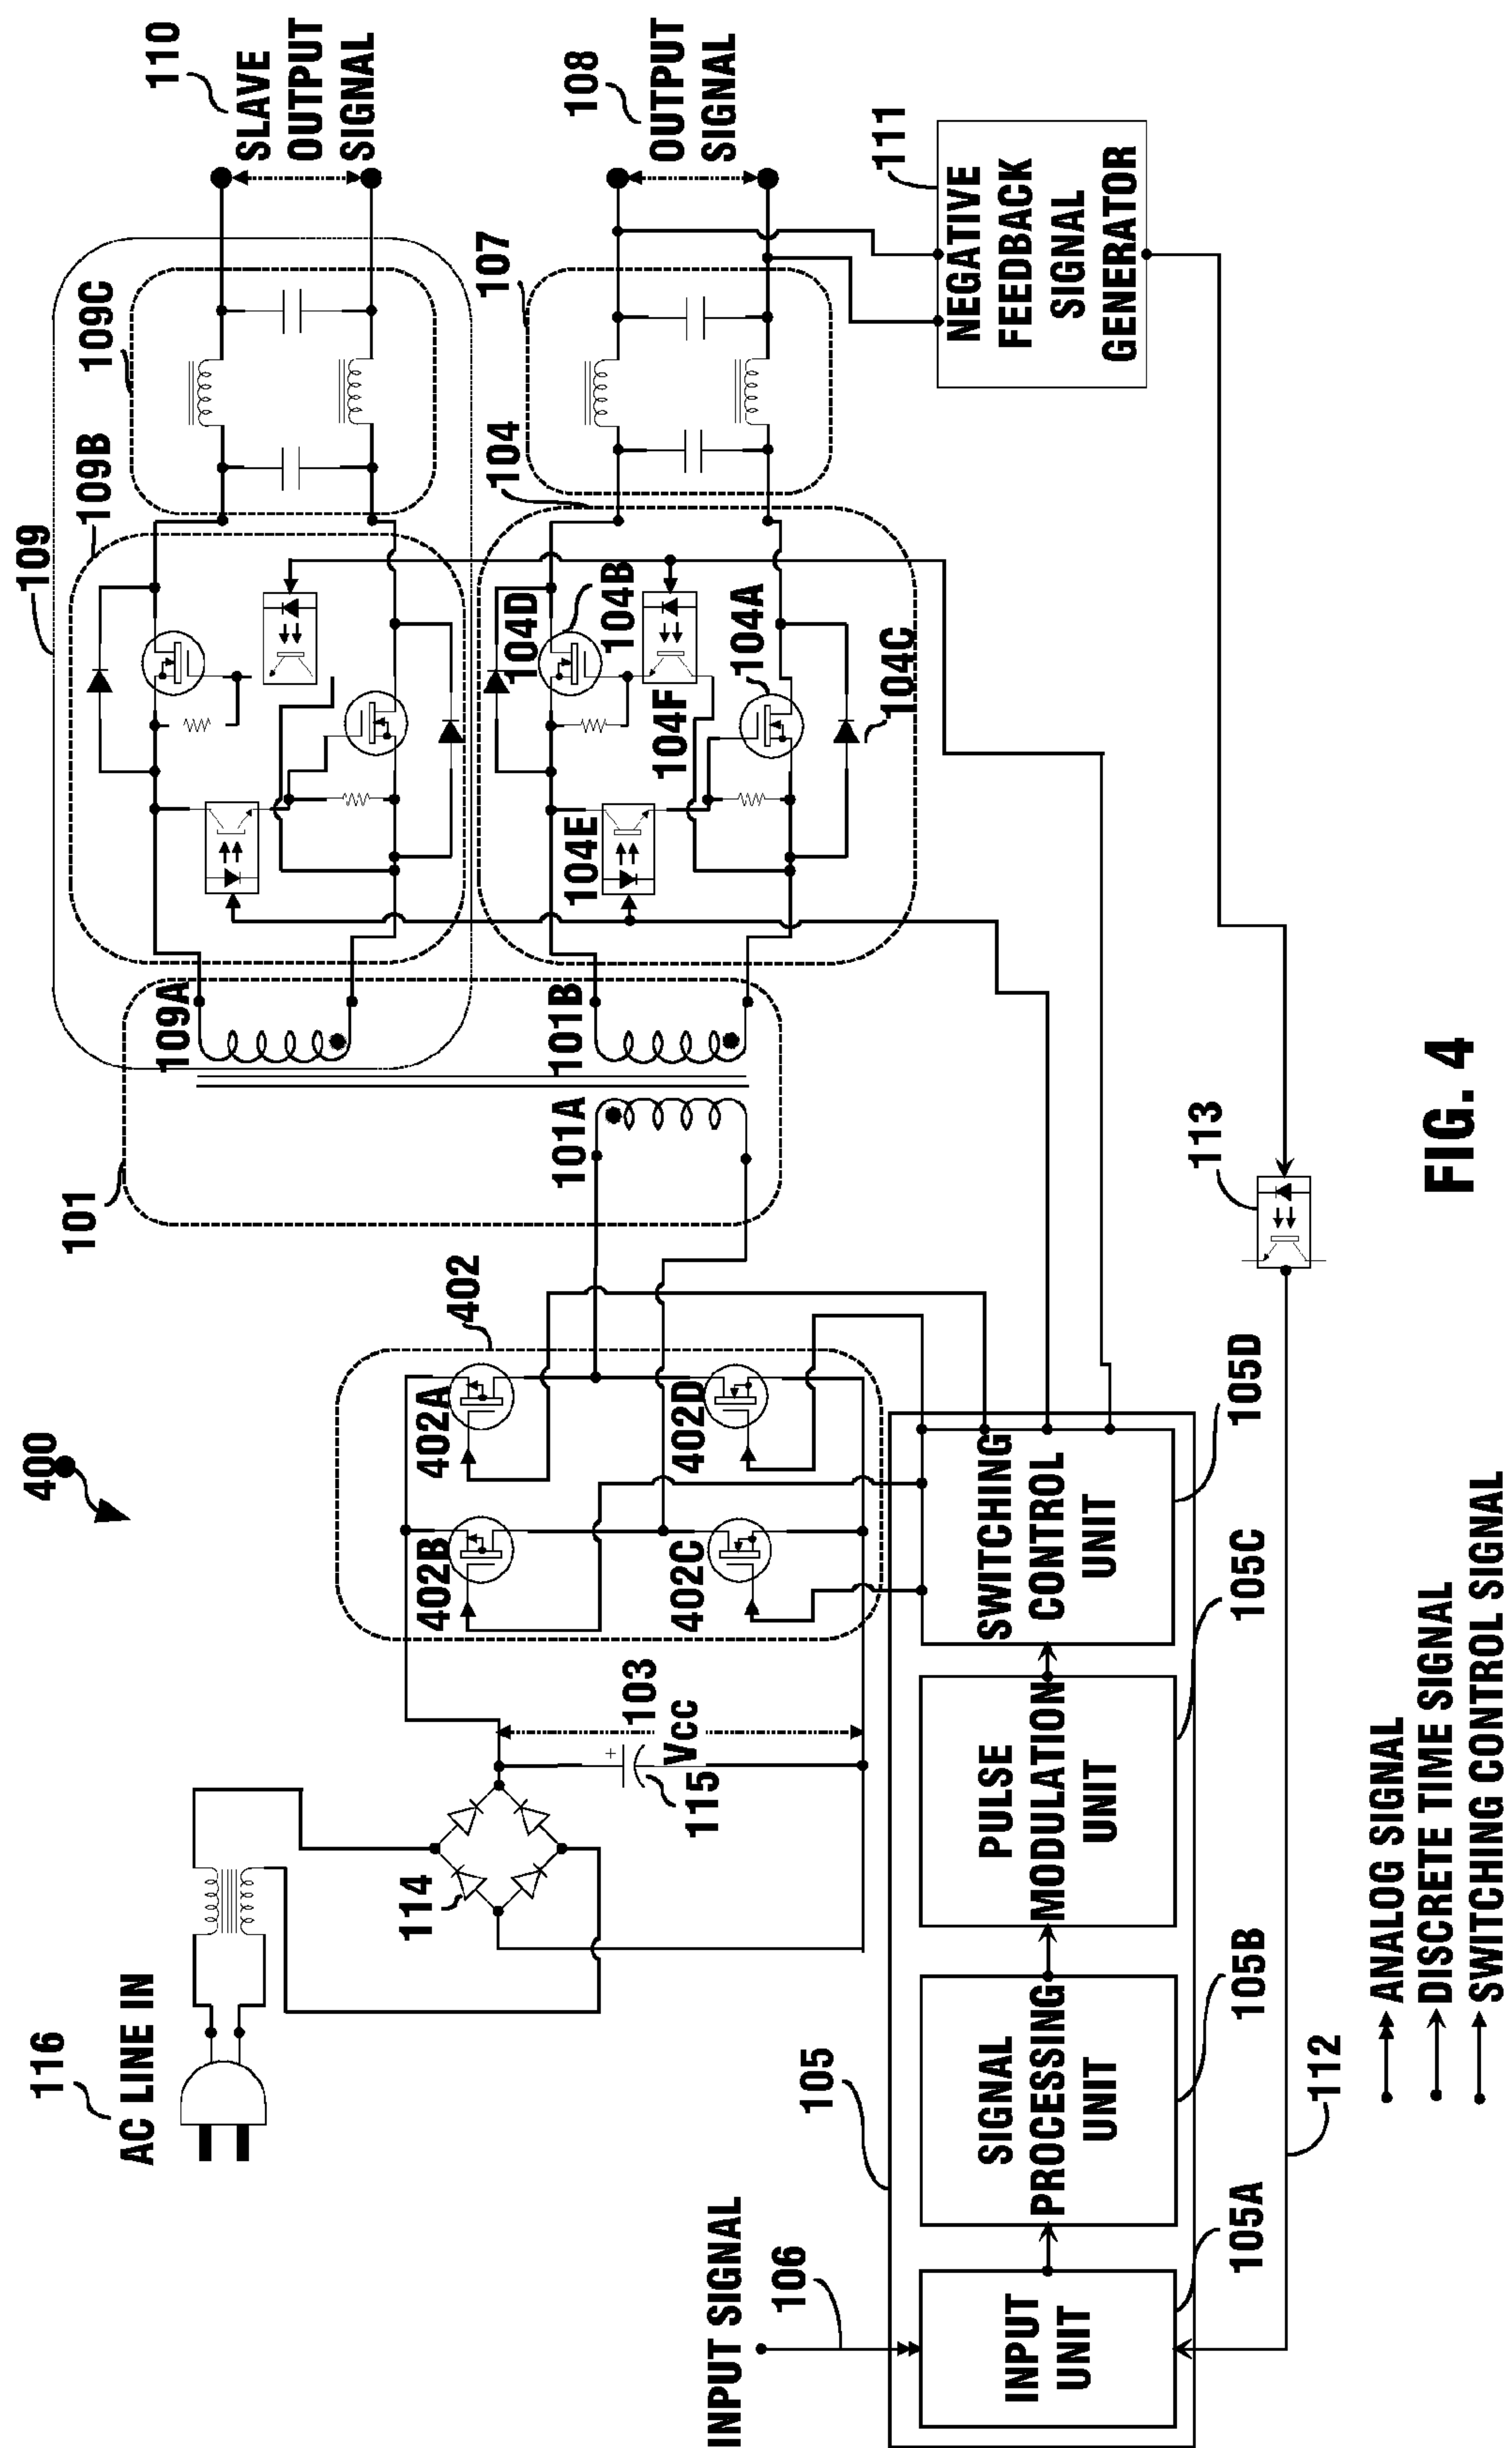 400
116
AC LINE IN
114
115
103
Vcc
402
402A
402B
402C
402D
101
101A
101B
109A
109
109B
109C
110
SLAVE
OUTPUT
SIGNAL
104
104A
104B
104C
104D
104E
104F
107
108
OUTPUT
SIGNAL
111
NEGATIVE
FEEDBACK
SIGNAL
GENERATOR
INPUT SIGNAL
106
105
INPUT
UNIT
105A
SIGNAL
PROCESSING
UNIT
105B
PULSE
MODULATION
UNIT
105C
SWITCHING
CONTROL
UNIT
105D
112
113
ANALOG SIGNAL
DISCRETE TIME SIGNAL
SWITCHING CONTROL SIGNAL
FIG. 4